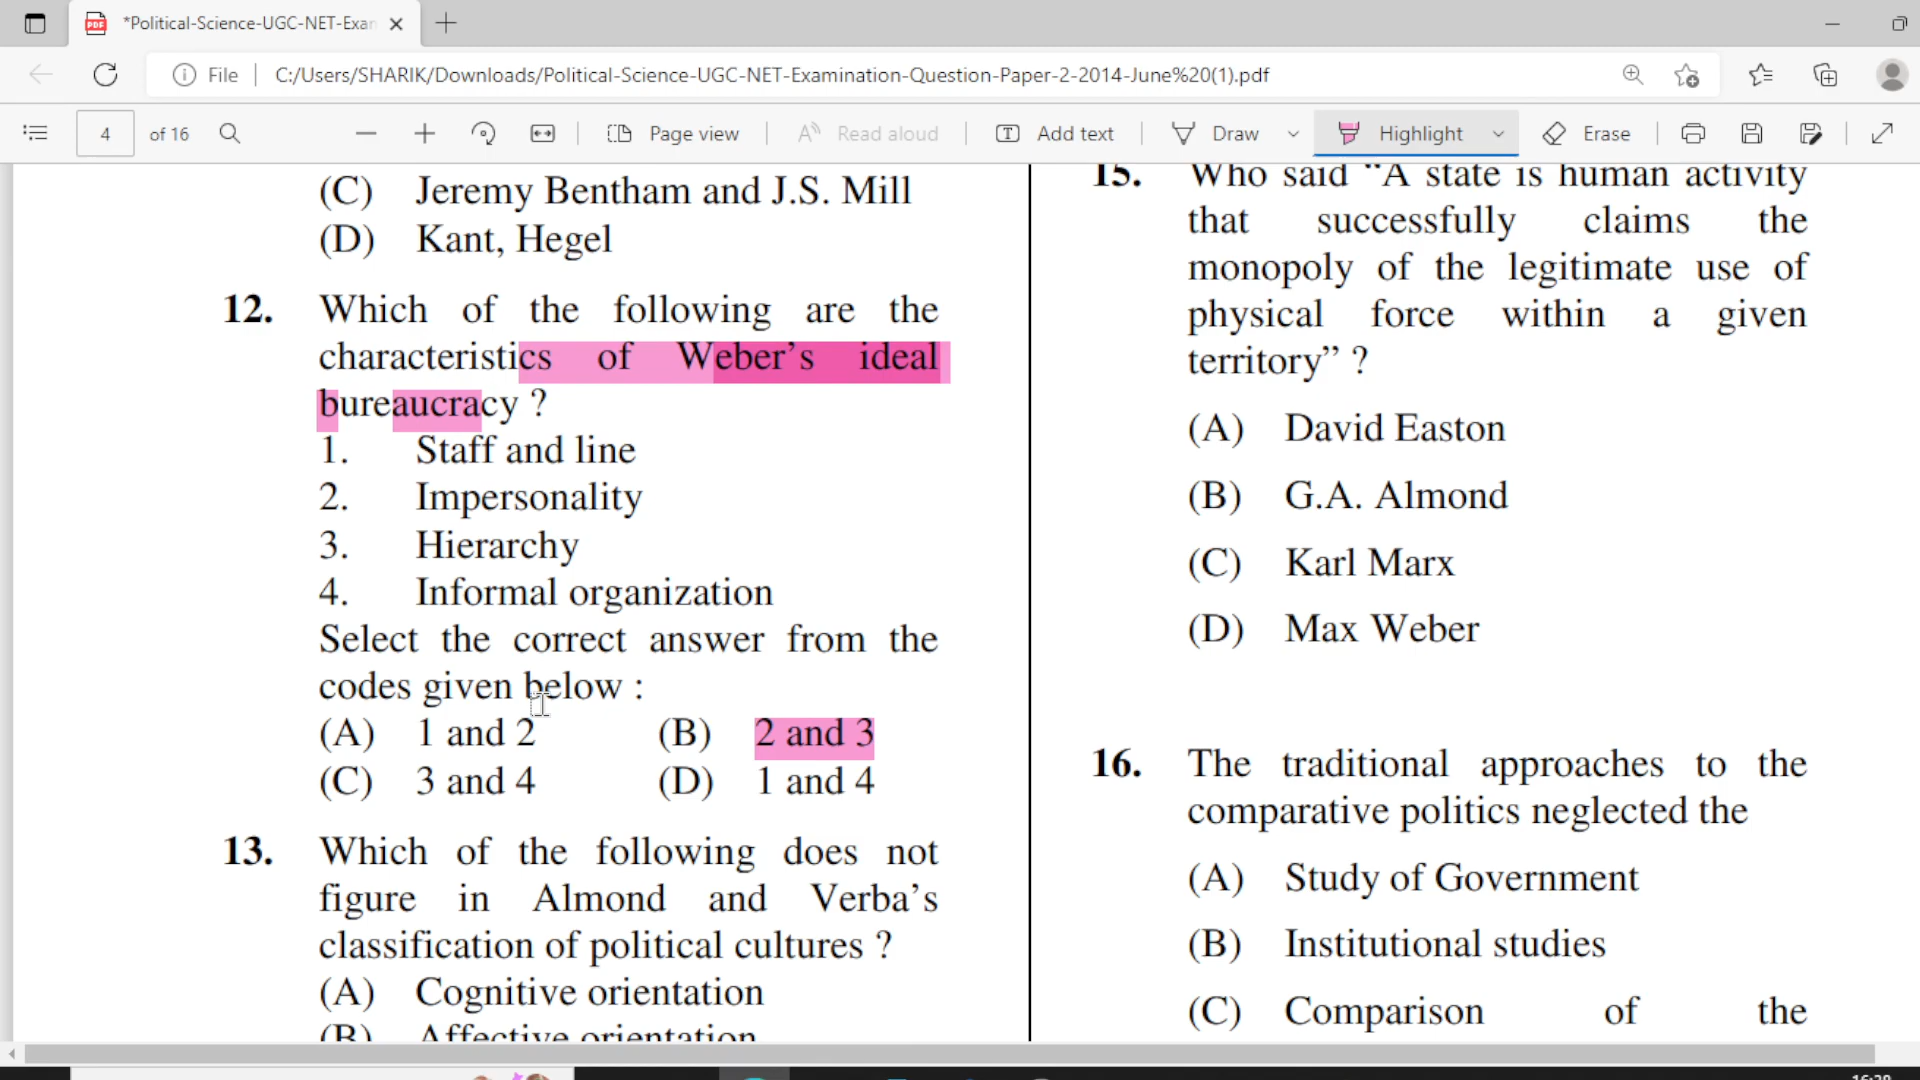 *Political-Science-UGC-NET-Exan
File
C:/Users/SHARIK/Downloads/Political-Science-UGC-NET-Examination-Question-Paper-2-2014-June%20(1).pdf
4 of 16
Page view
Read aloud
Add text
Draw
Highlight
Erase
(C) Jeremy Bentham and J.S. Mill
(D) Kant, Hegel
12. Which of the following are the
characteristics of Weber's ideal
bureaucracy ?
1. Staff and line
2. Impersonality
3. Hierarchy
4. Informal organization
Select the correct answer from the
codes given below :
(A) 1 and 2 (B) 2 and 3
(C) 3 and 4 (D) 1 and 4
13. Which of the following does not
figure in Almond and Verba's
classification of political cultures ?
(A) Cognitive orientation
(B) Affective orientation
15. Who said "A state is human activity
that successfully claims the
monopoly of the legitimate use of
physical force within a given
territory" ?
(A) David Easton
(B) G.A. Almond
(C) Karl Marx
(D) Max Weber
16. The traditional approaches to the
comparative politics neglected the
(A) Study of Government
(B) Institutional studies
(C) Comparison of the